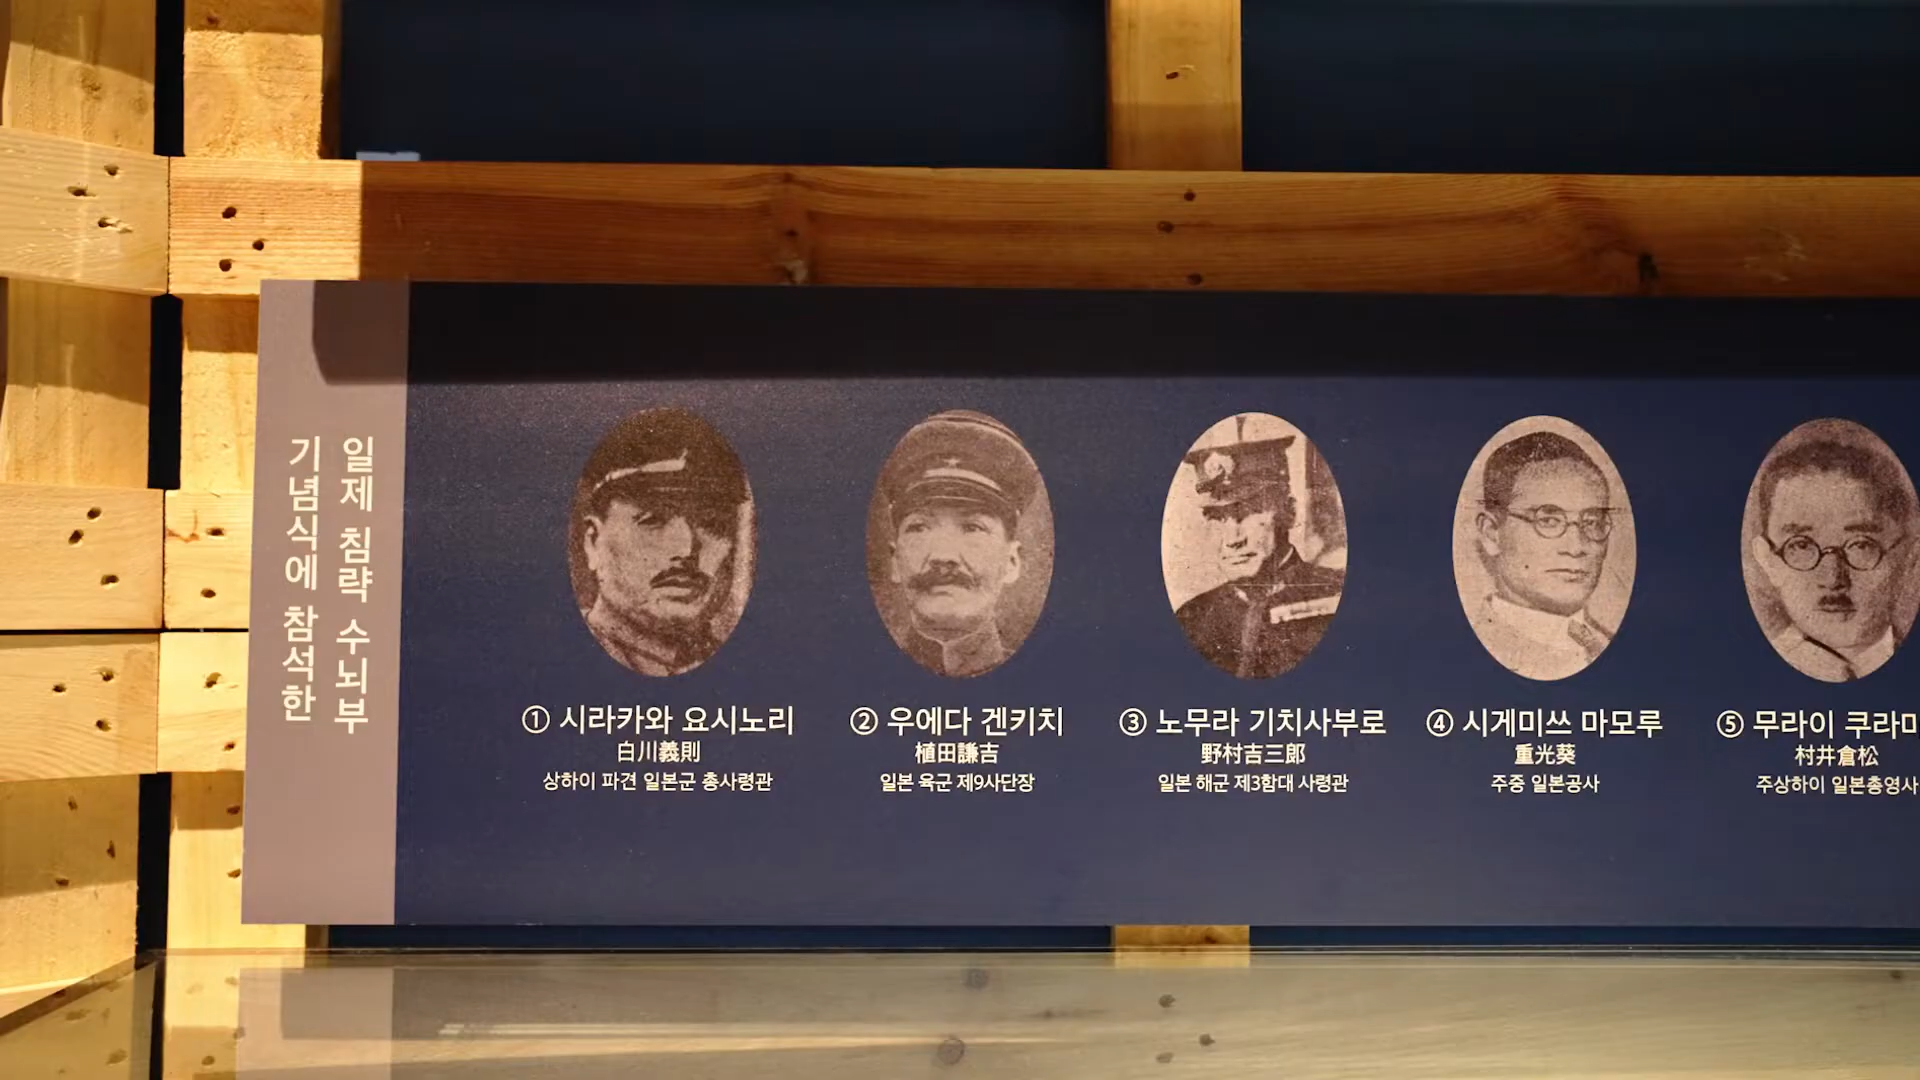 기념식에 참석한
일제 침략 수뇌부
① 시라카와 요시노리
白川義則
상하이 파견 일본군 총사령관
② 우에다 겐키치
植田謙吉
일본 육군 제9사단장
③ 노무라 기치사부로
野村吉三郎
일본 해군 제3함대 사령관
④ 시게미쓰 마모루
重光葵
주중 일본공사
⑤ 무라이 쿠라마
村井倉松
주상하이 일본총영사